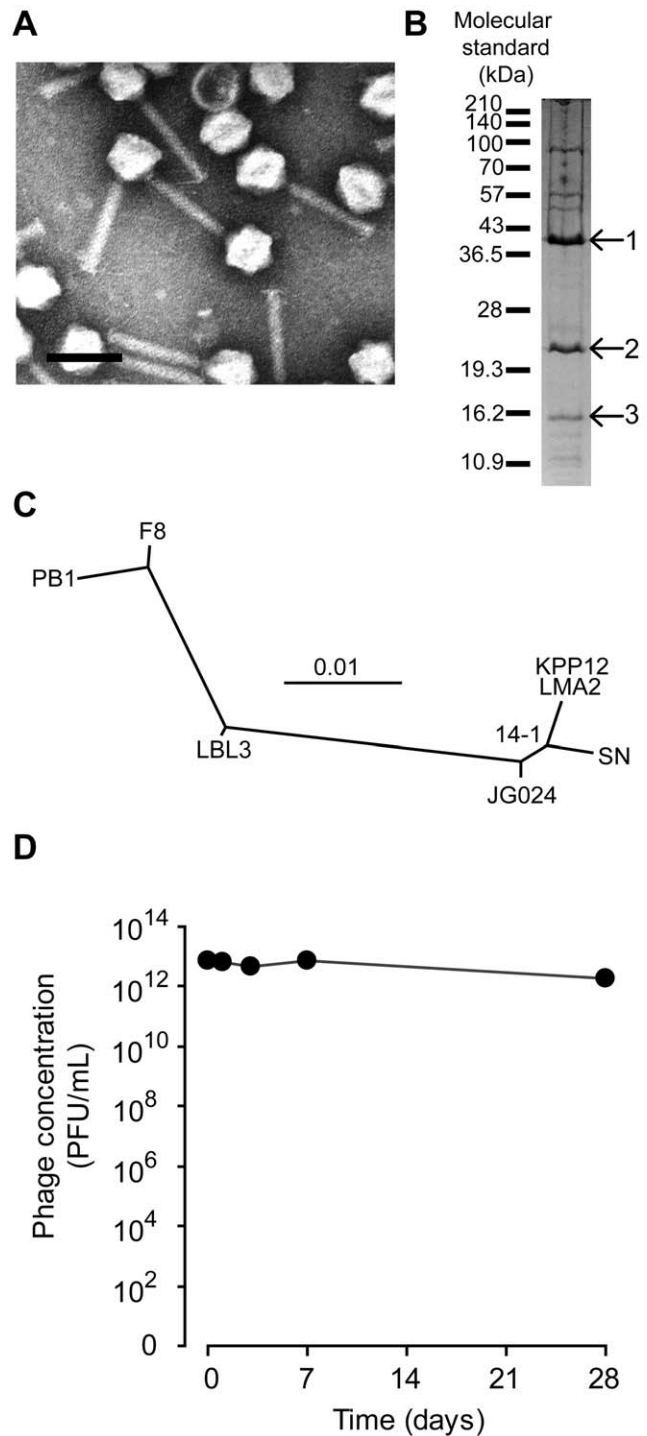 A
B
Molecular
standard
(kDa)
210
140
100
70
57
43
36.5
28
19.3
16.2
10.9
1
2
3
C
F8
PB1
0.01
KPP12
LMA2
14-1
SN
LBL3
JG024
D
Phage concentration
(PFU/mL)
10^14
10^12
10^10
10^8
10^6
10^4
10^2
0
0 7 14 21 28
Time (days)